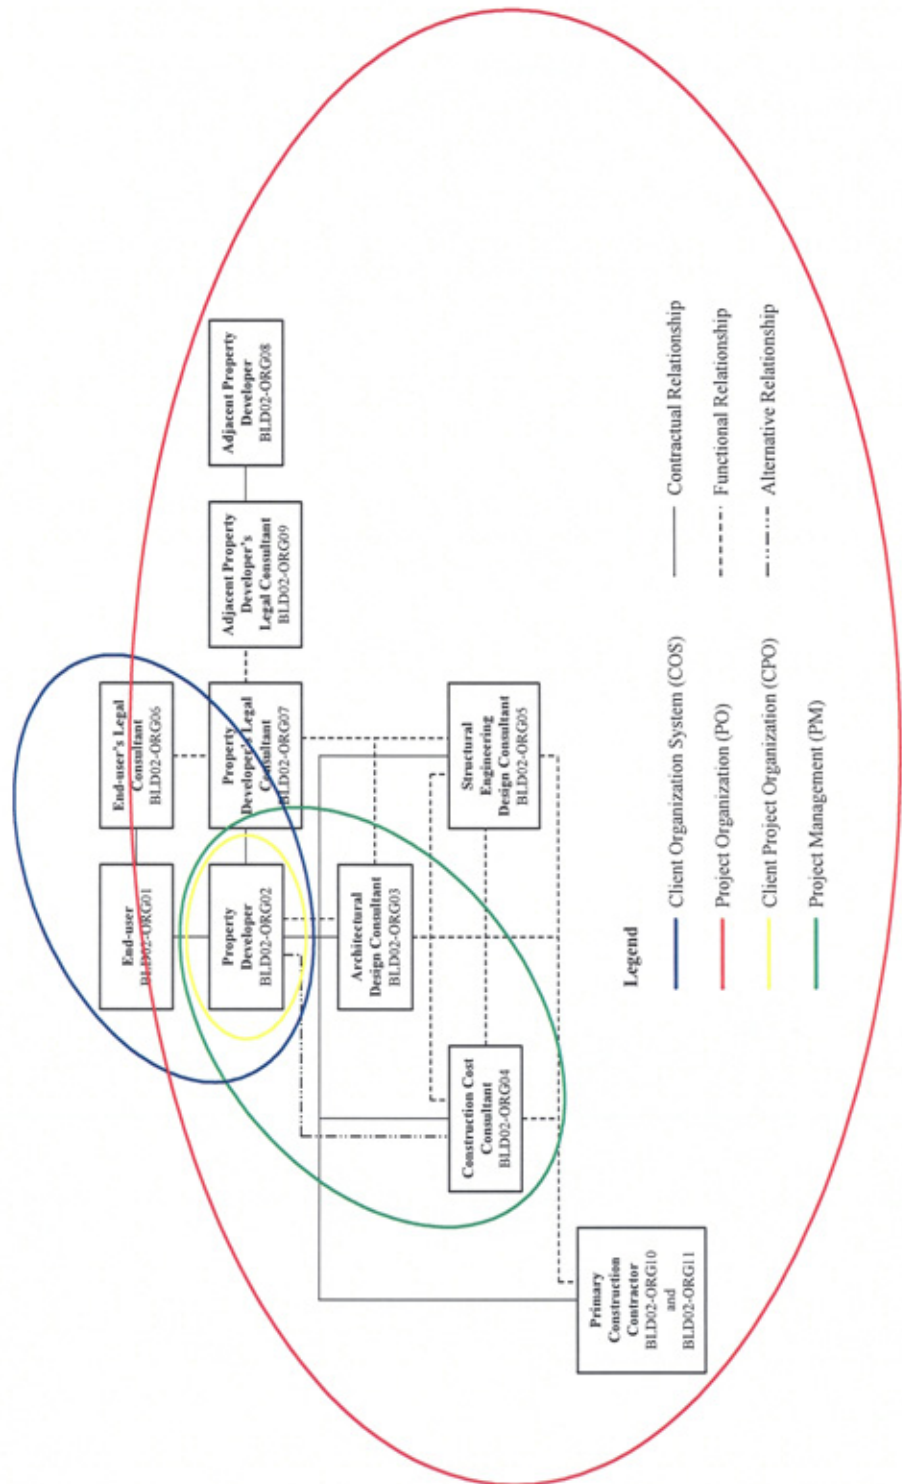 End-user
BLD02-ORG01
End-user's Legal
Consultant
BLD02-ORG06
Property
Developer
BLD02-ORG02
Property
Developer's Legal
Consultant
BLD02-ORG07
Adjacent Property
Developer's
Legal Consultant
BLD02-ORG09
Adjacent Property
Developer
BLD02-ORG08
Architectural
Design Consultant
BLD02-ORG03
Construction Cost
Consultant
BLD02-ORG04
Structural
Engineering
Design Consultant
BLD02-ORG05
Primary
Construction
Contractor
BLD02-ORG10
and
BLD02-ORG11
Legend
Client Organization System (COS)
Project Organization (PO)
Client Project Organization (CPO)
Project Management (PM)
Contractual Relationship
Functional Relationship
Alternative Relationship